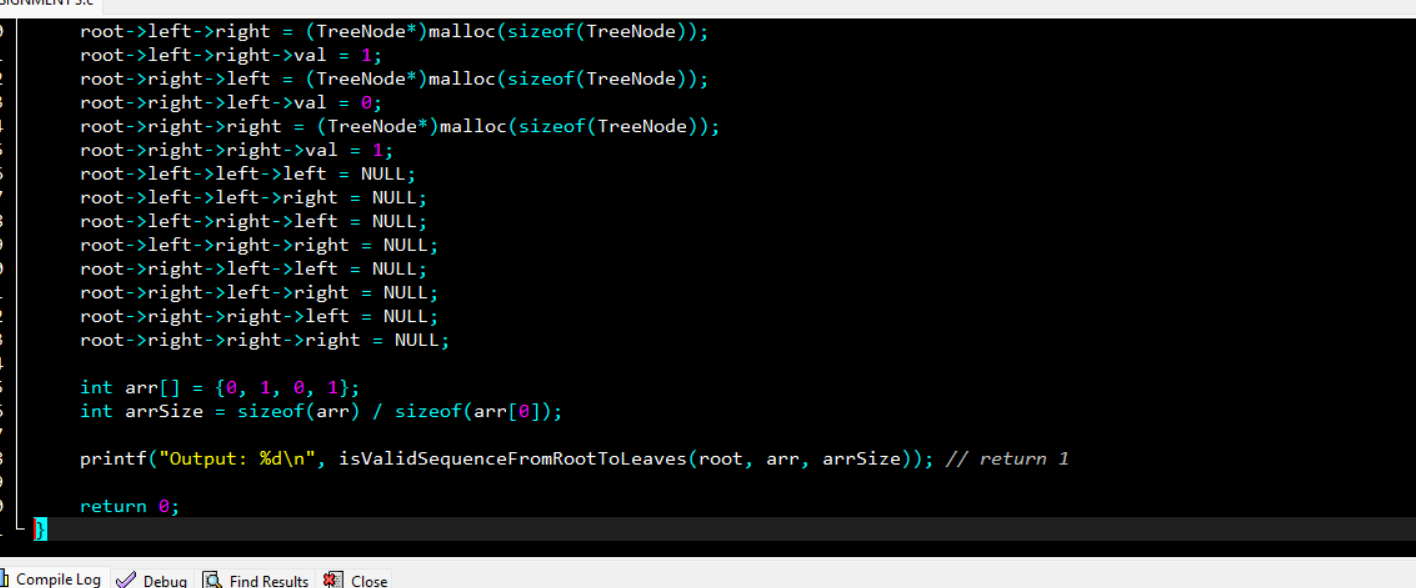 root->left->right = (TreeNode*)malloc(sizeof(TreeNode));
root->left->right->val = 1;
root->right->left = (TreeNode*)malloc(sizeof(TreeNode));
root->right->left->val = 0;
root->right->right = (TreeNode*)malloc(sizeof(TreeNode));
root->right->right->val = 1;
root->left->left->left = NULL;
root->left->left->right = NULL;
root->left->right->left = NULL;
root->left->right->right = NULL;
root->right->left->left = NULL;
root->right->left->right = NULL;
root->right->right->left = NULL;
root->right->right->right = NULL;
int arr[] = {0, 1, 0, 1};
int arrSize = sizeof(arr) / sizeof(arr[0]);
printf("Output: %d\n", isValidSequenceFromRootToLeaves(root, arr, arrSize)); // return 1
return 0;
}
Compile Log Debug Find Results Close